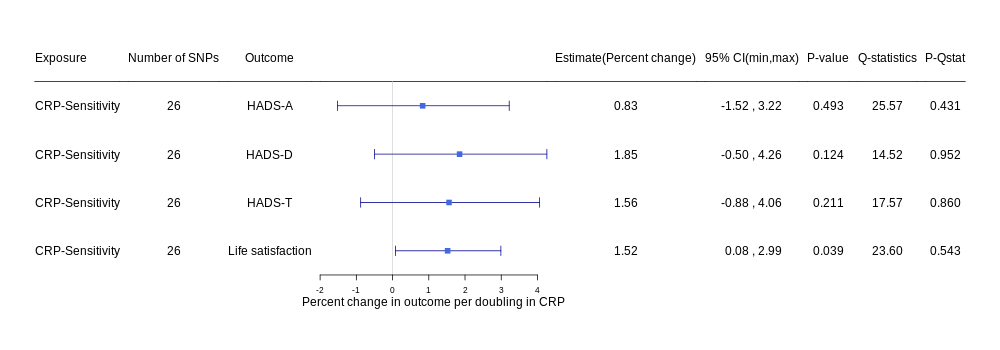 Exposure Number of SNPs Outcome Estimate(Percent change) 95% CI(min,max) P-value Q-statistics P-Qstat
CRP-Sensitivity 26 HADS-A 0.83 -1.52 , 3.22 0.493 25.57 0.431
CRP-Sensitivity 26 HADS-D 1.85 -0.50 , 4.26 0.124 14.52 0.952
CRP-Sensitivity 26 HADS-T 1.56 -0.88 , 4.06 0.211 17.57 0.860
CRP-Sensitivity 26 Life satisfaction 1.52 0.08 , 2.99 0.039 23.60 0.543
-2 -1 0 1 2 3 4
Percent change in outcome per doubling in CRP